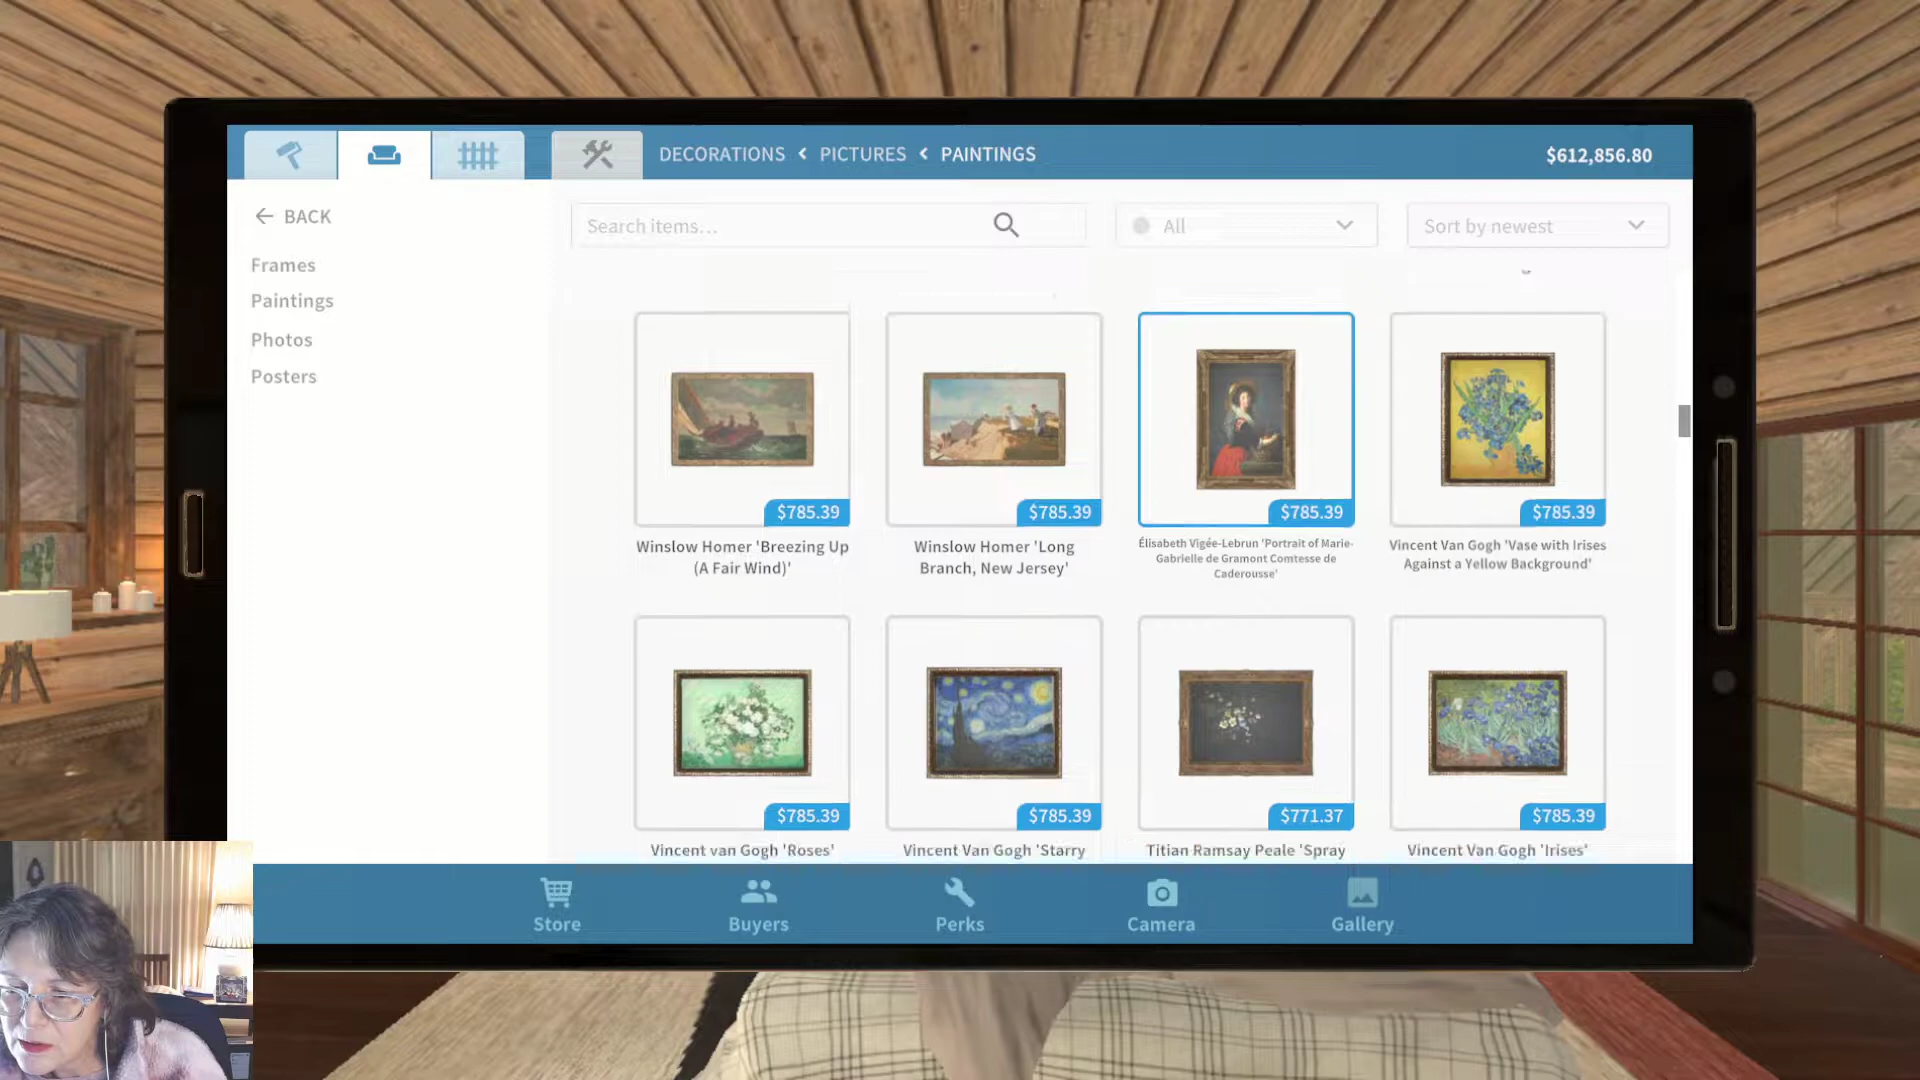 DECORATIONS < PICTURES < PAINTINGS
$612,856.80
BACK
Search items...
All
Sort by newest
Frames
Paintings
Photos
Posters
$785.39
$785.39
$785.39
$785.39
Winslow Homer 'Breezing Up
(A Fair Wind)'
Winslow Homer 'Long
Branch, New Jersey'
Élisabeth Vigée-Lebrun 'Portrait of Marie-
Gabrielle de Gramont Comtesse de
Caderousse'
Vincent Van Gogh 'Vase with Irises
Against a Yellow Background'
$785.39
$785.39
$771.37
$785.39
Vincent van Gogh 'Roses'
Vincent Van Gogh 'Starry
Titian Ramsay Peale 'Spray
Vincent Van Gogh 'Irises'
Store
Buyers
Perks
Camera
Gallery